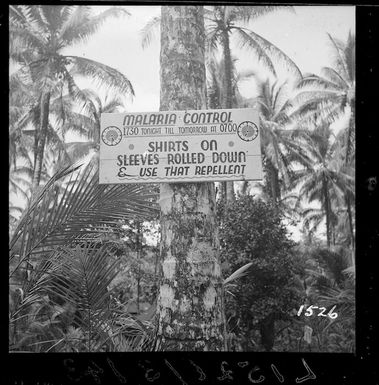 MALARIA CONTROL
1730 TONIGHT TILL TOMORROW AT 0700
SHIRTS ON
SLEEVES ROLLED DOWN
& USE THAT REPELLENT
1526